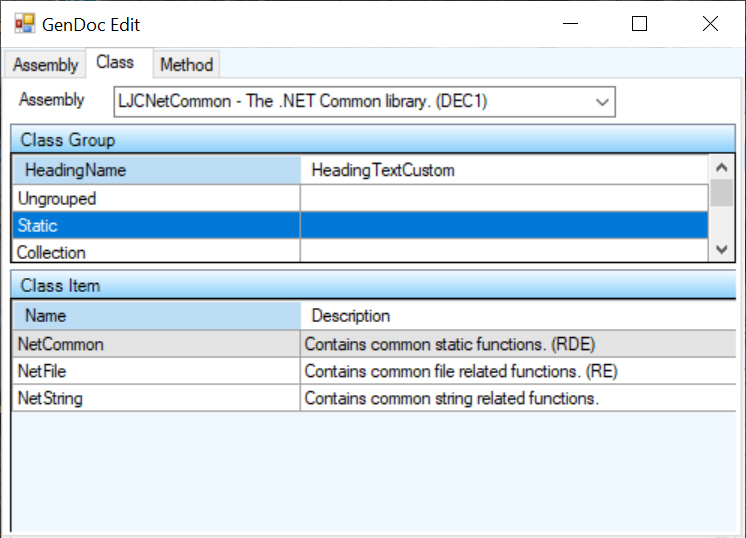 GenDoc Edit
Assembly Class Method
Assembly LJCNetCommon - The .NET Common library. (DEC1)
Class Group
HeadingName HeadingTextCustom
Ungrouped
Static
Collection
Class Item
Name Description
NetCommon Contains common static functions. (RDE)
NetFile Contains common file related functions. (RE)
NetString Contains common string related functions.